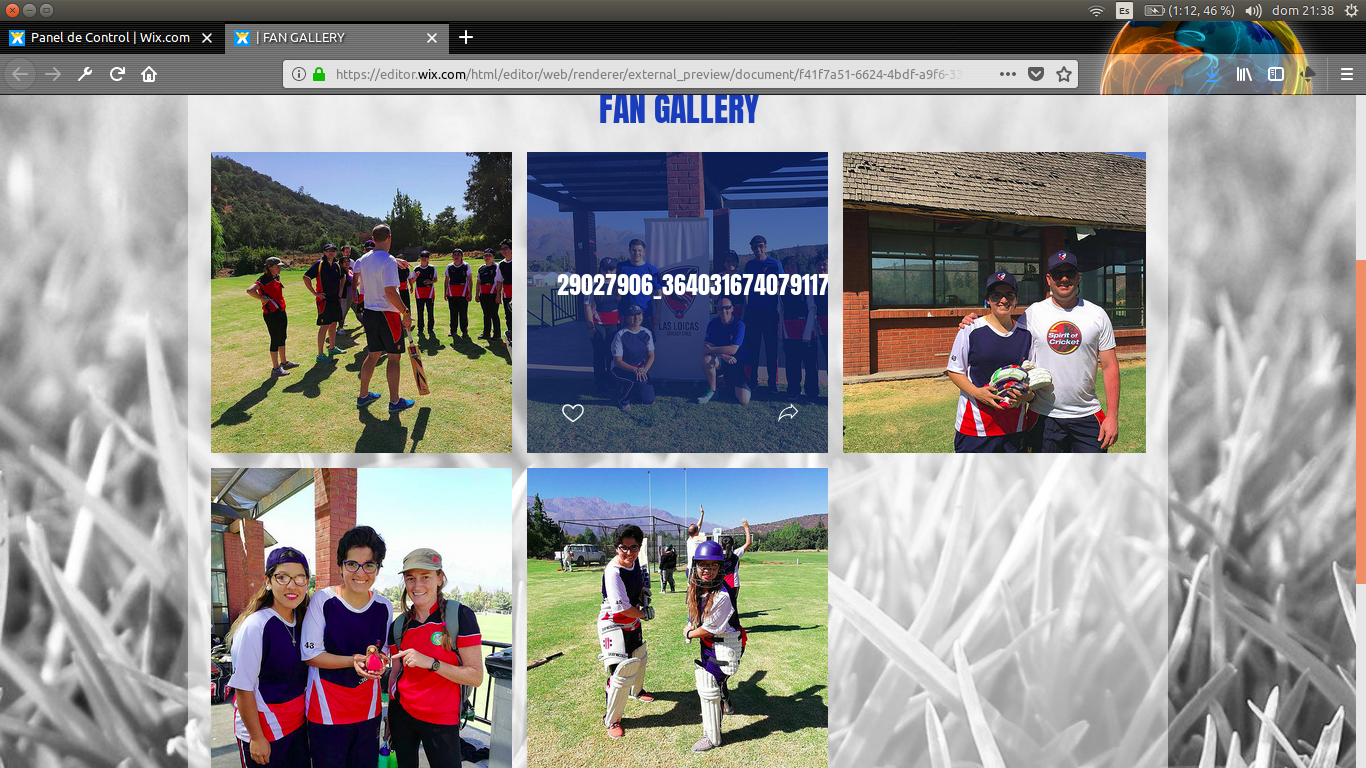 Es
(1:12, 46 %)
dom 21:38
Panel de Control | Wix.com
| FAN GALLERY
https://editor.wix.com/html/editor/web/renderer/external_preview/document/f41f7a51-6624-4bdf-a9f6-33
FAN GALLERY
29027906_364031674079117
LAS LOICAS
Spirit of
Cricket
43